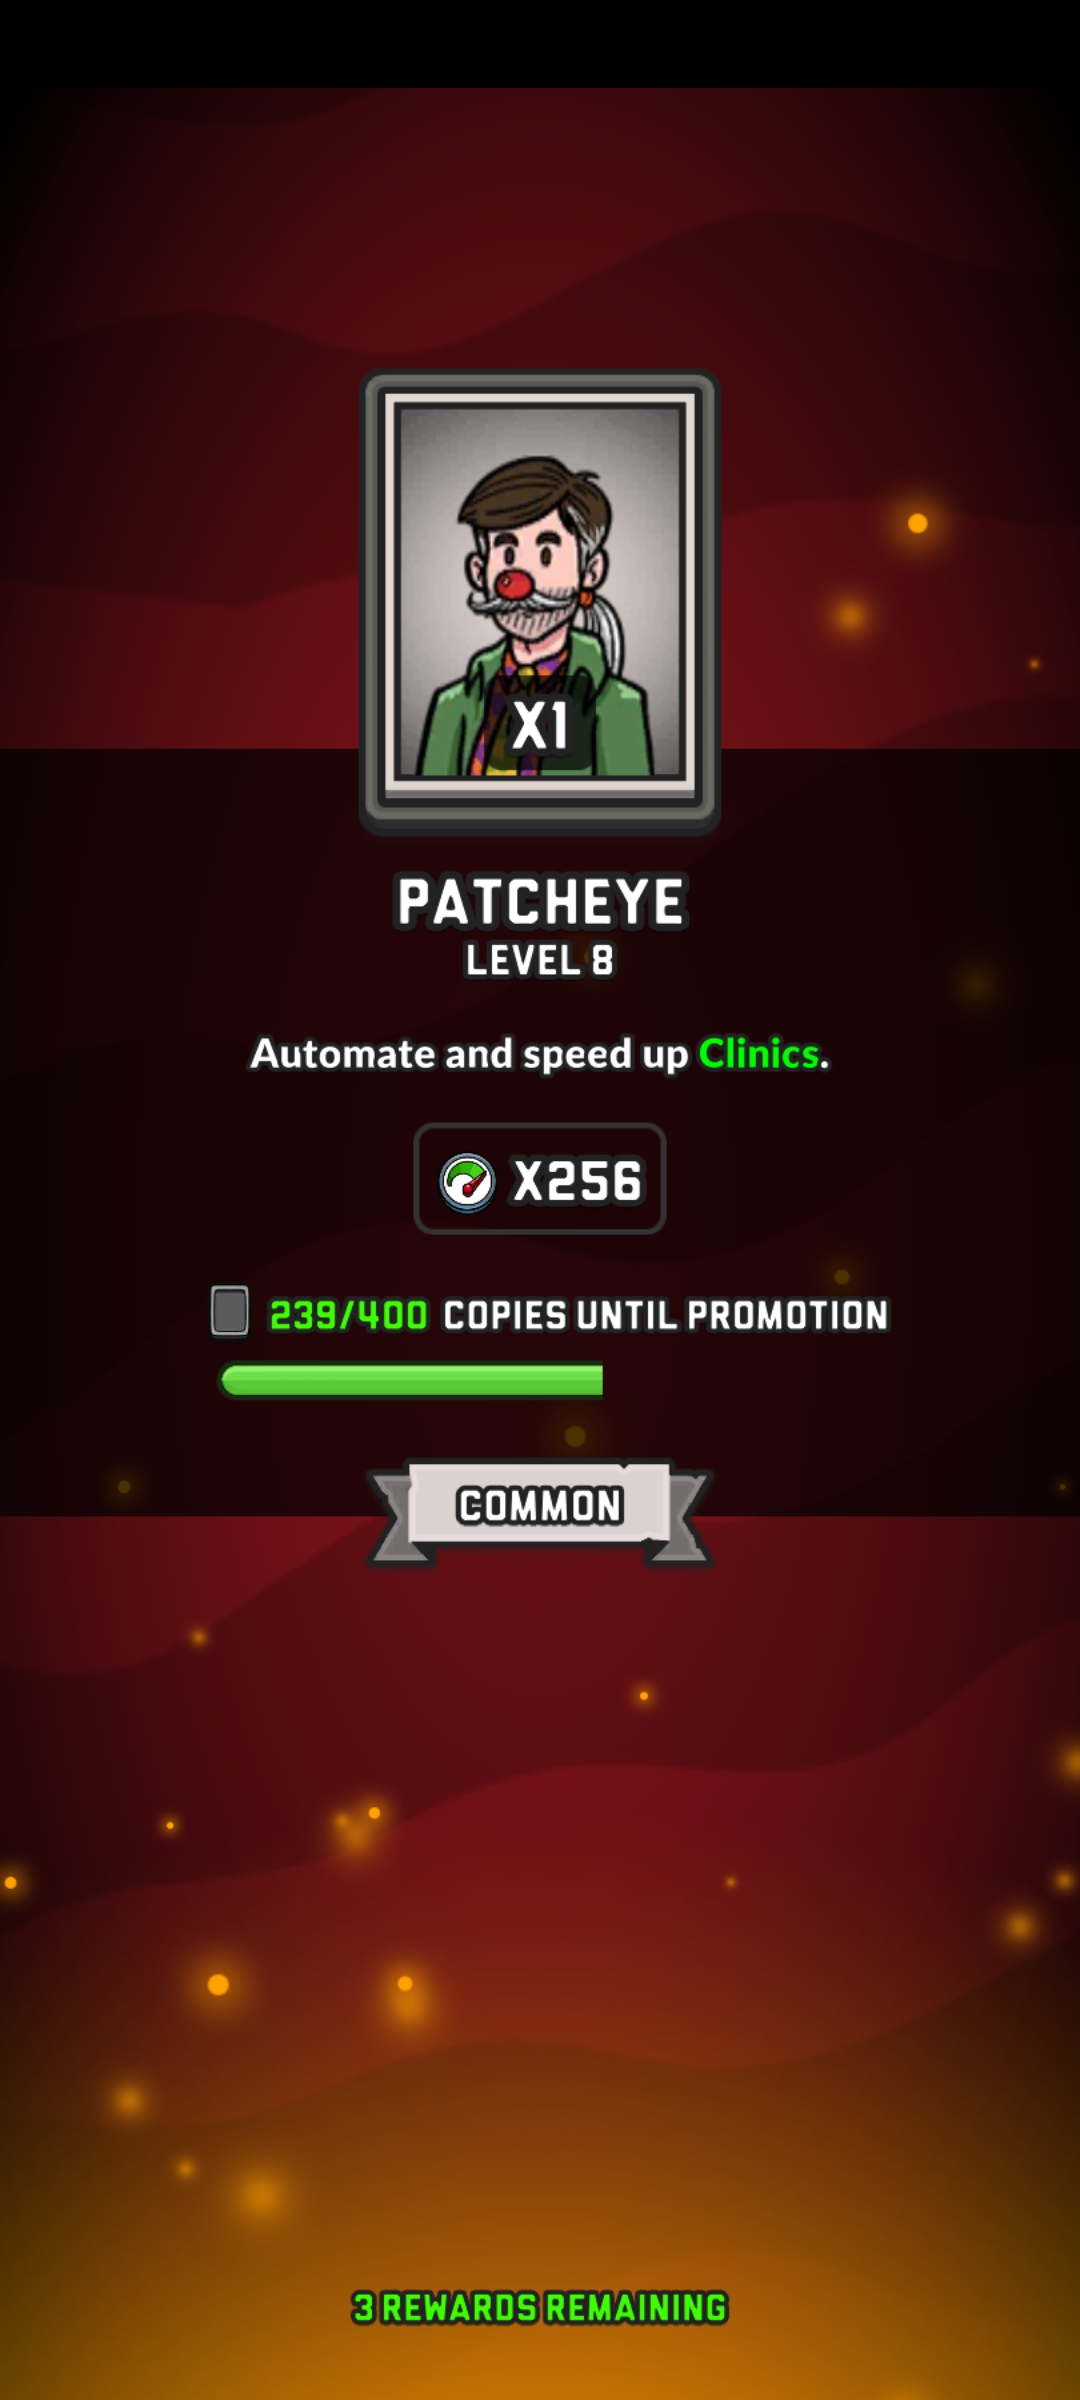 X1
PATCHEYE
LEVEL 8
Automate and speed up Clinics.
X256
239/400 COPIES UNTIL PROMOTION
COMMON
3 REWARDS REMAINING